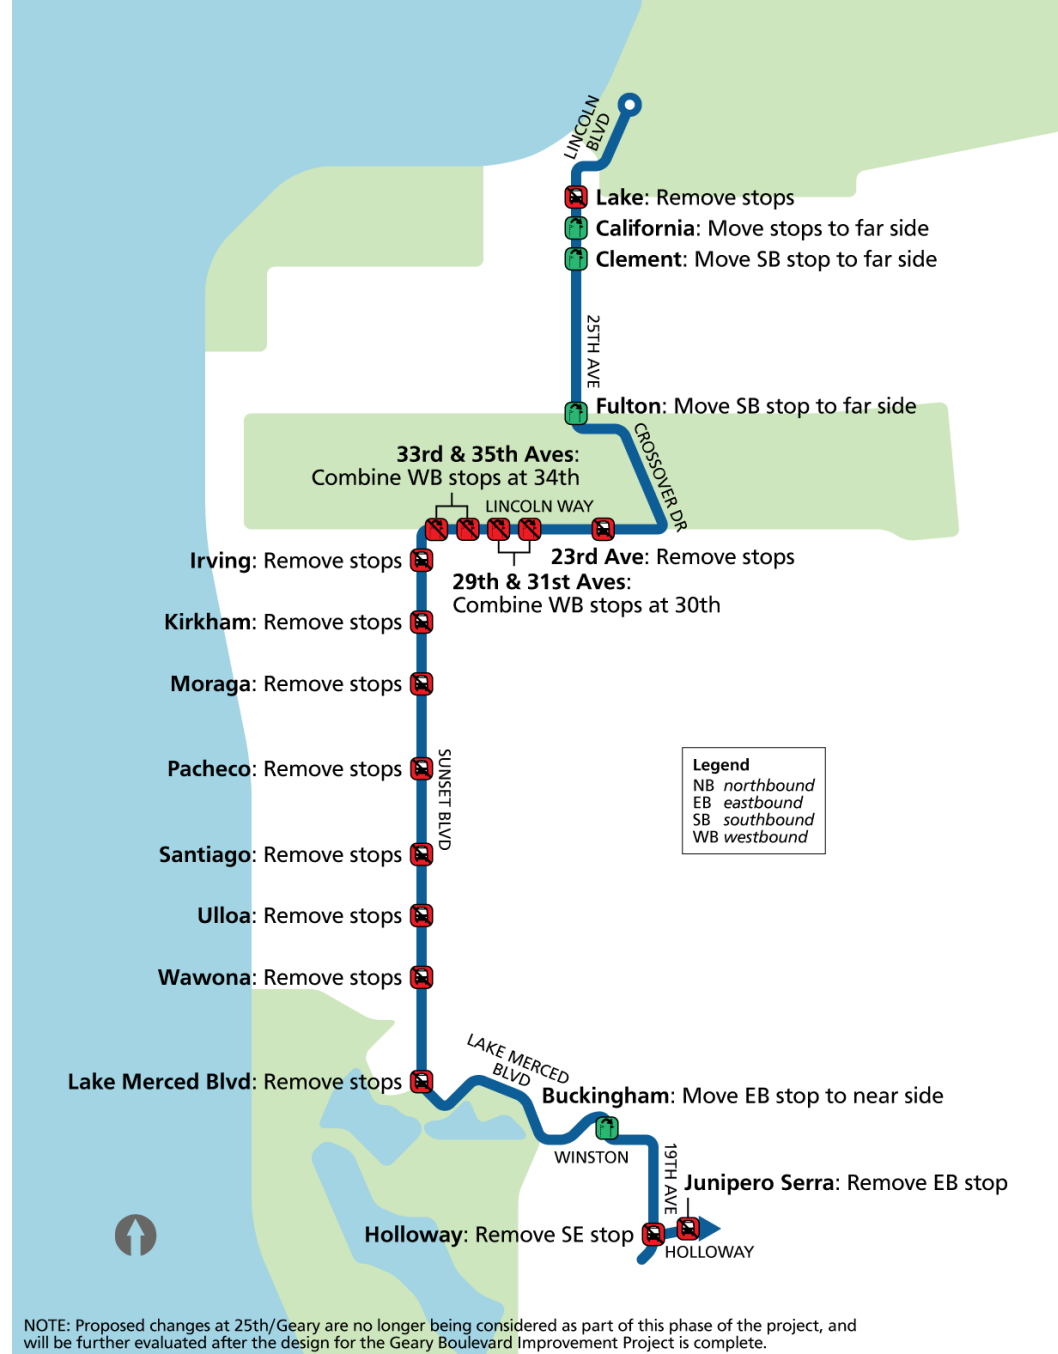 LINCOLN
BLVD
Lake: Remove stops
California: Move stops to far side
Clement: Move SB stop to far side
25TH AVE
Fulton: Move SB stop to far side
CROSSOVER DR
33rd & 35th Aves:
Combine WB stops at 34th
LINCOLN WAY
23rd Ave: Remove stops
29th & 31st Aves:
Combine WB stops at 30th
Irving: Remove stops
Kirkham: Remove stops
Moraga: Remove stops
Pacheco: Remove stops
SUNSET BLVD
Santiago: Remove stops
Ulloa: Remove stops
Wawona: Remove stops
Legend
NB northbound
EB eastbound
SB southbound
WB westbound
Lake Merced Blvd: Remove stops
LAKE MERCED
BLVD
Buckingham: Move EB stop to near side
WINSTON
19TH AVE
Junipero Serra: Remove EB stop
Holloway: Remove SE stop
HOLLOWAY
NOTE: Proposed changes at 25th/Geary are no longer being considered as part of this phase of the project, and
will be further evaluated after the design for the Geary Boulevard Improvement Project is complete.